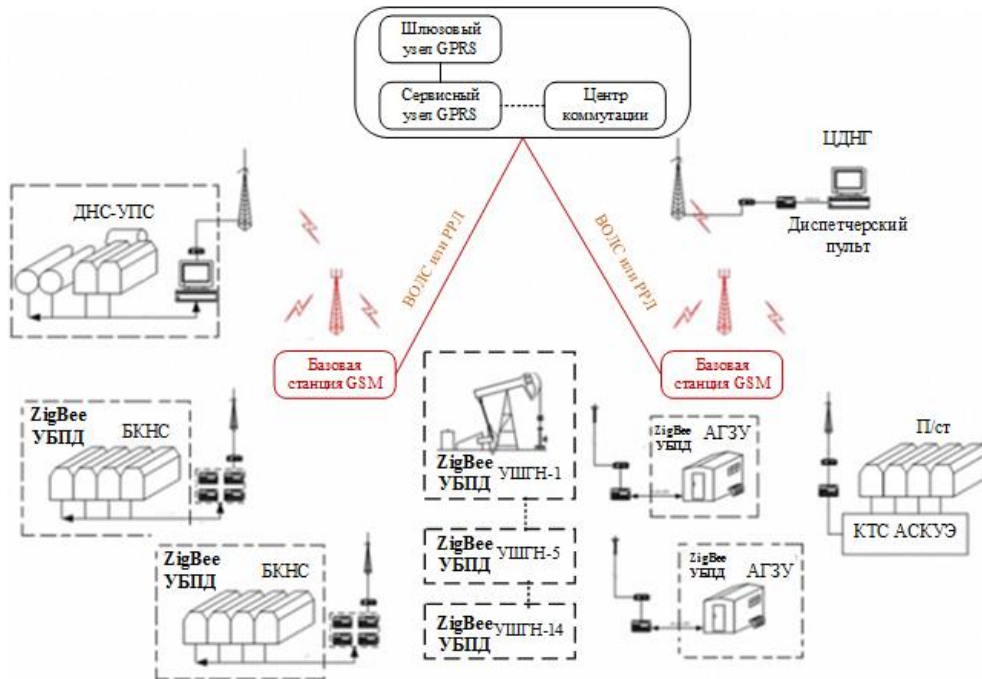 Шлюзовый
узел GPRS
Сервисный
узел GPRS
Центр
коммутации
ЦДНГ
Диспетчерский
пульт
ДНС-УПС
ВОЛС или РРЛ
ВОЛС или РРЛ
Базовая
станция GSM
Базовая
станция GSM
ZigBee
УБПД
БКНС
ZigBee
УБПД
УШГН-1
ZigBee
УБПД
АГЗУ
П/ст
КТС АСКУЭ
ZigBee
УБПД
БКНС
ZigBee
УБПД
УШГН-5
ZigBee
УБПД
УШГН-14
ZigBee
УБПД
АГЗУ